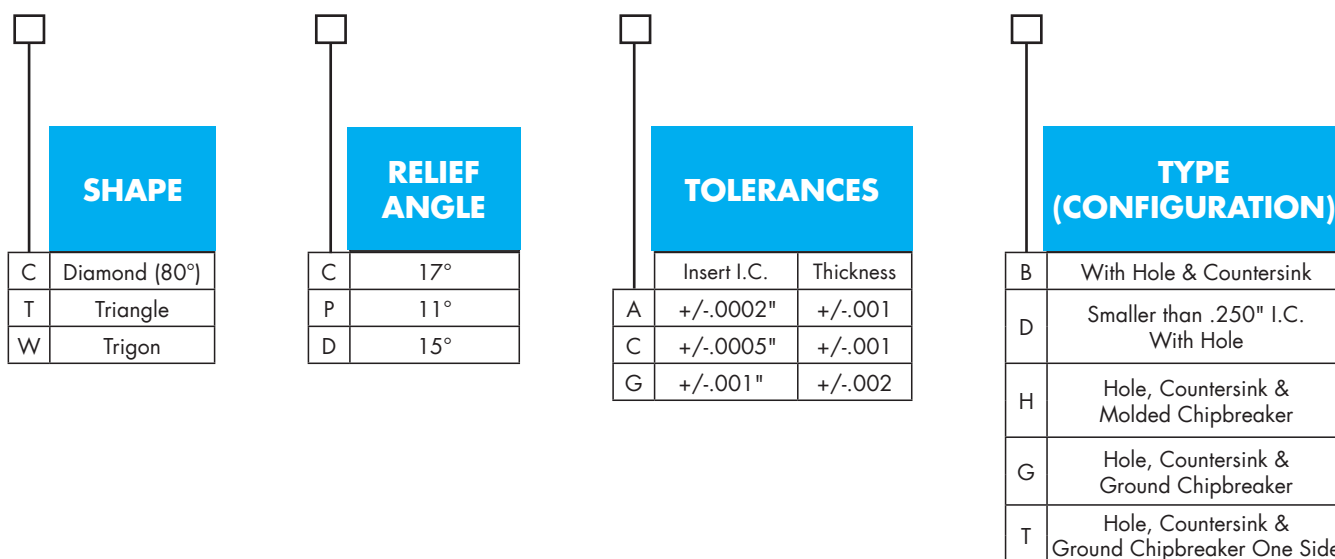 SHAPE
C Diamond (80°)
T Triangle
W Trigon
RELIEF
ANGLE
C 17°
P 11°
D 15°
TOLERANCES
Insert I.C. Thickness
A +/-.0002" +/-.001
C +/-.0005" +/-.001
G +/-.001" +/-.002
TYPE
(CONFIGURATION)
B With Hole & Countersink
D Smaller than .250" I.C.
With Hole
H Hole, Countersink &
Molded Chipbreaker
G Hole, Countersink &
Ground Chipbreaker
T Hole, Countersink &
Ground Chipbreaker One Side